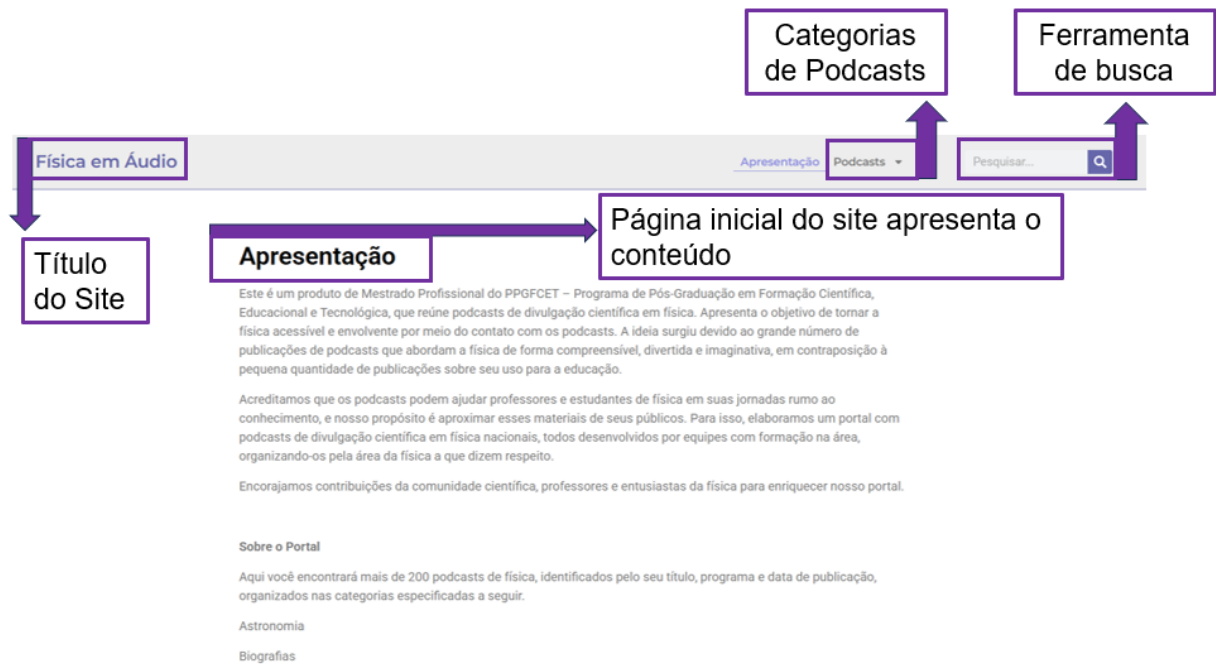 Categorias
de Podcasts
Ferramenta
de busca
Física em Áudio
Apresentação
Podcasts
Pesquisar...
Título
do Site
Apresentação
Página inicial do site apresenta o
conteúdo
Este é um produto de Mestrado Profissional do PPGFCET – Programa de Pós-Graduação em Formação Científica,
Educacional e Tecnológica, que reúne podcasts de divulgação científica em física. Apresenta o objetivo de tornar a
física acessível e envolvente por meio do contato com os podcasts. A ideia surgiu devido ao grande número de
publicações de podcasts que abordam a física de forma compreensível, divertida e imaginativa, em contraposição à
pequena quantidade de publicações sobre seu uso para a educação.
Acreditamos que os podcasts podem ajudar professores e estudantes de física em suas jornadas rumo ao
conhecimento, e nosso propósito é aproximar esses materiais de seus públicos. Para isso, elaboramos um portal com
podcasts de divulgação científica em física nacionais, todos desenvolvidos por equipes com formação na área,
organizando-os pela área da física a que dizem respeito.
Encorajamos contribuições da comunidade científica, professores e entusiastas da física para enriquecer nosso portal.
Sobre o Portal
Aqui você encontrará mais de 200 podcasts de física, identificados pelo seu título, programa e data de publicação,
organizados nas categorias especificadas a seguir.
Astronomia
Biografias